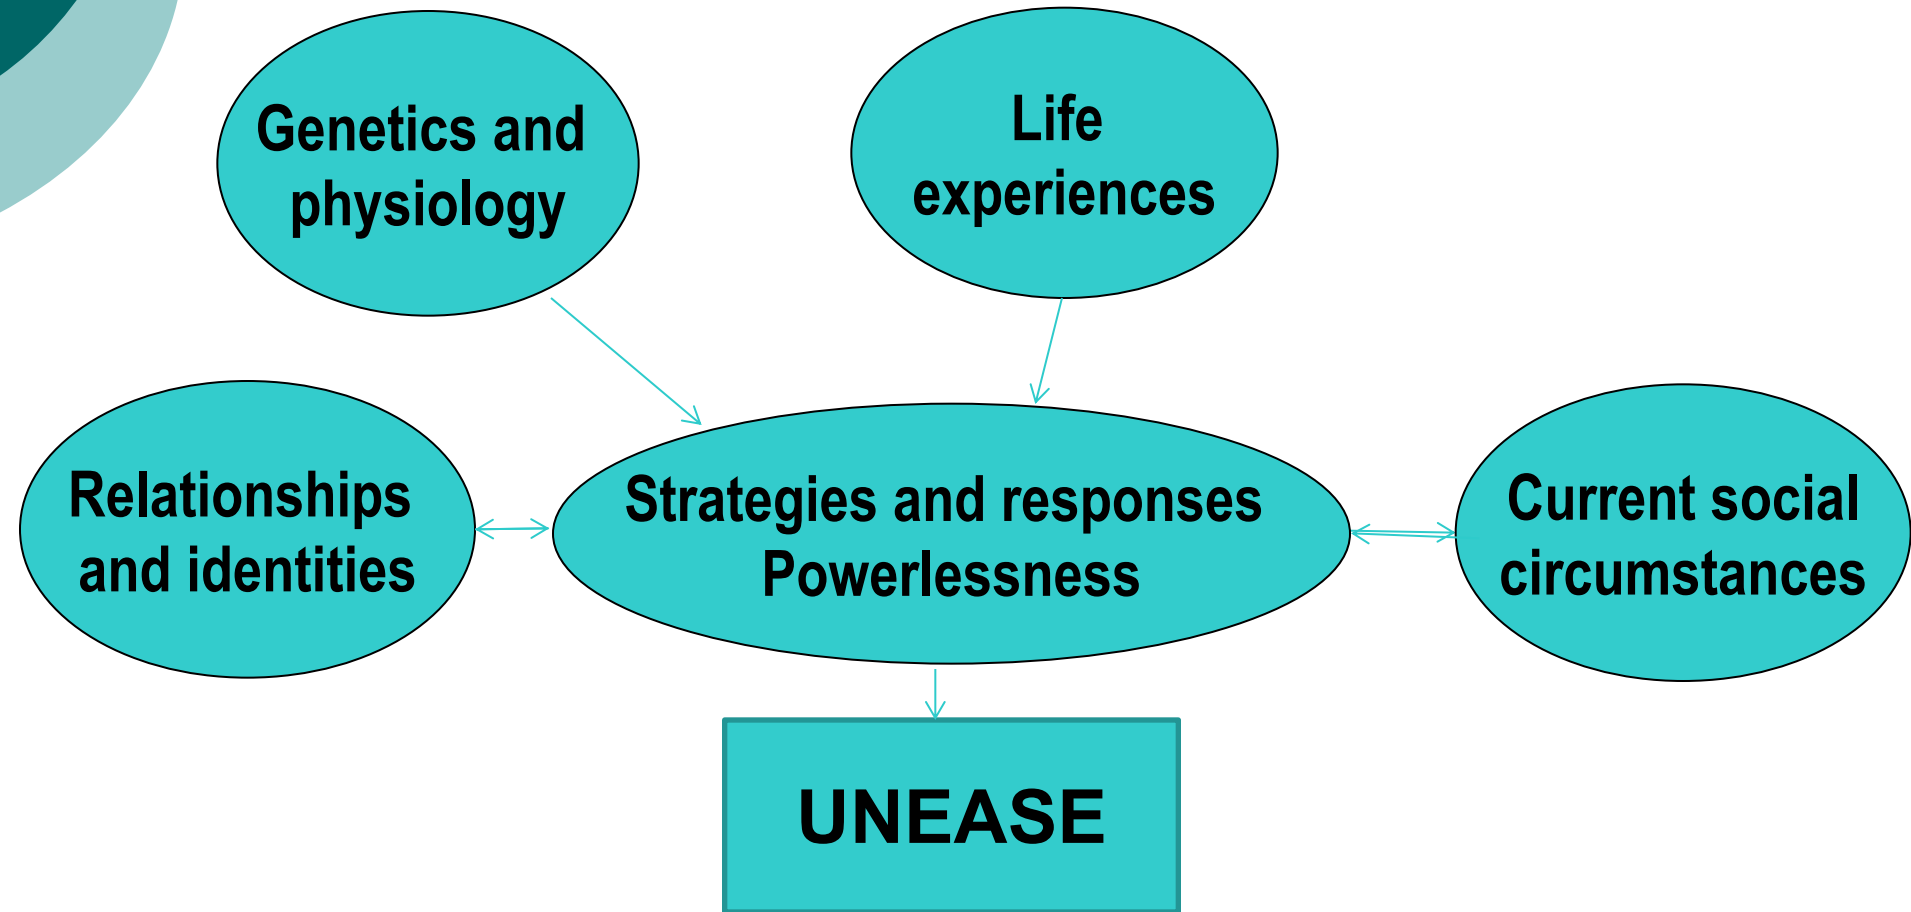 Genetics and
physiology
Life
experiences
Relationships
and identities
Strategies and responses
Powerlessness
Current social
circumstances
UNEASE